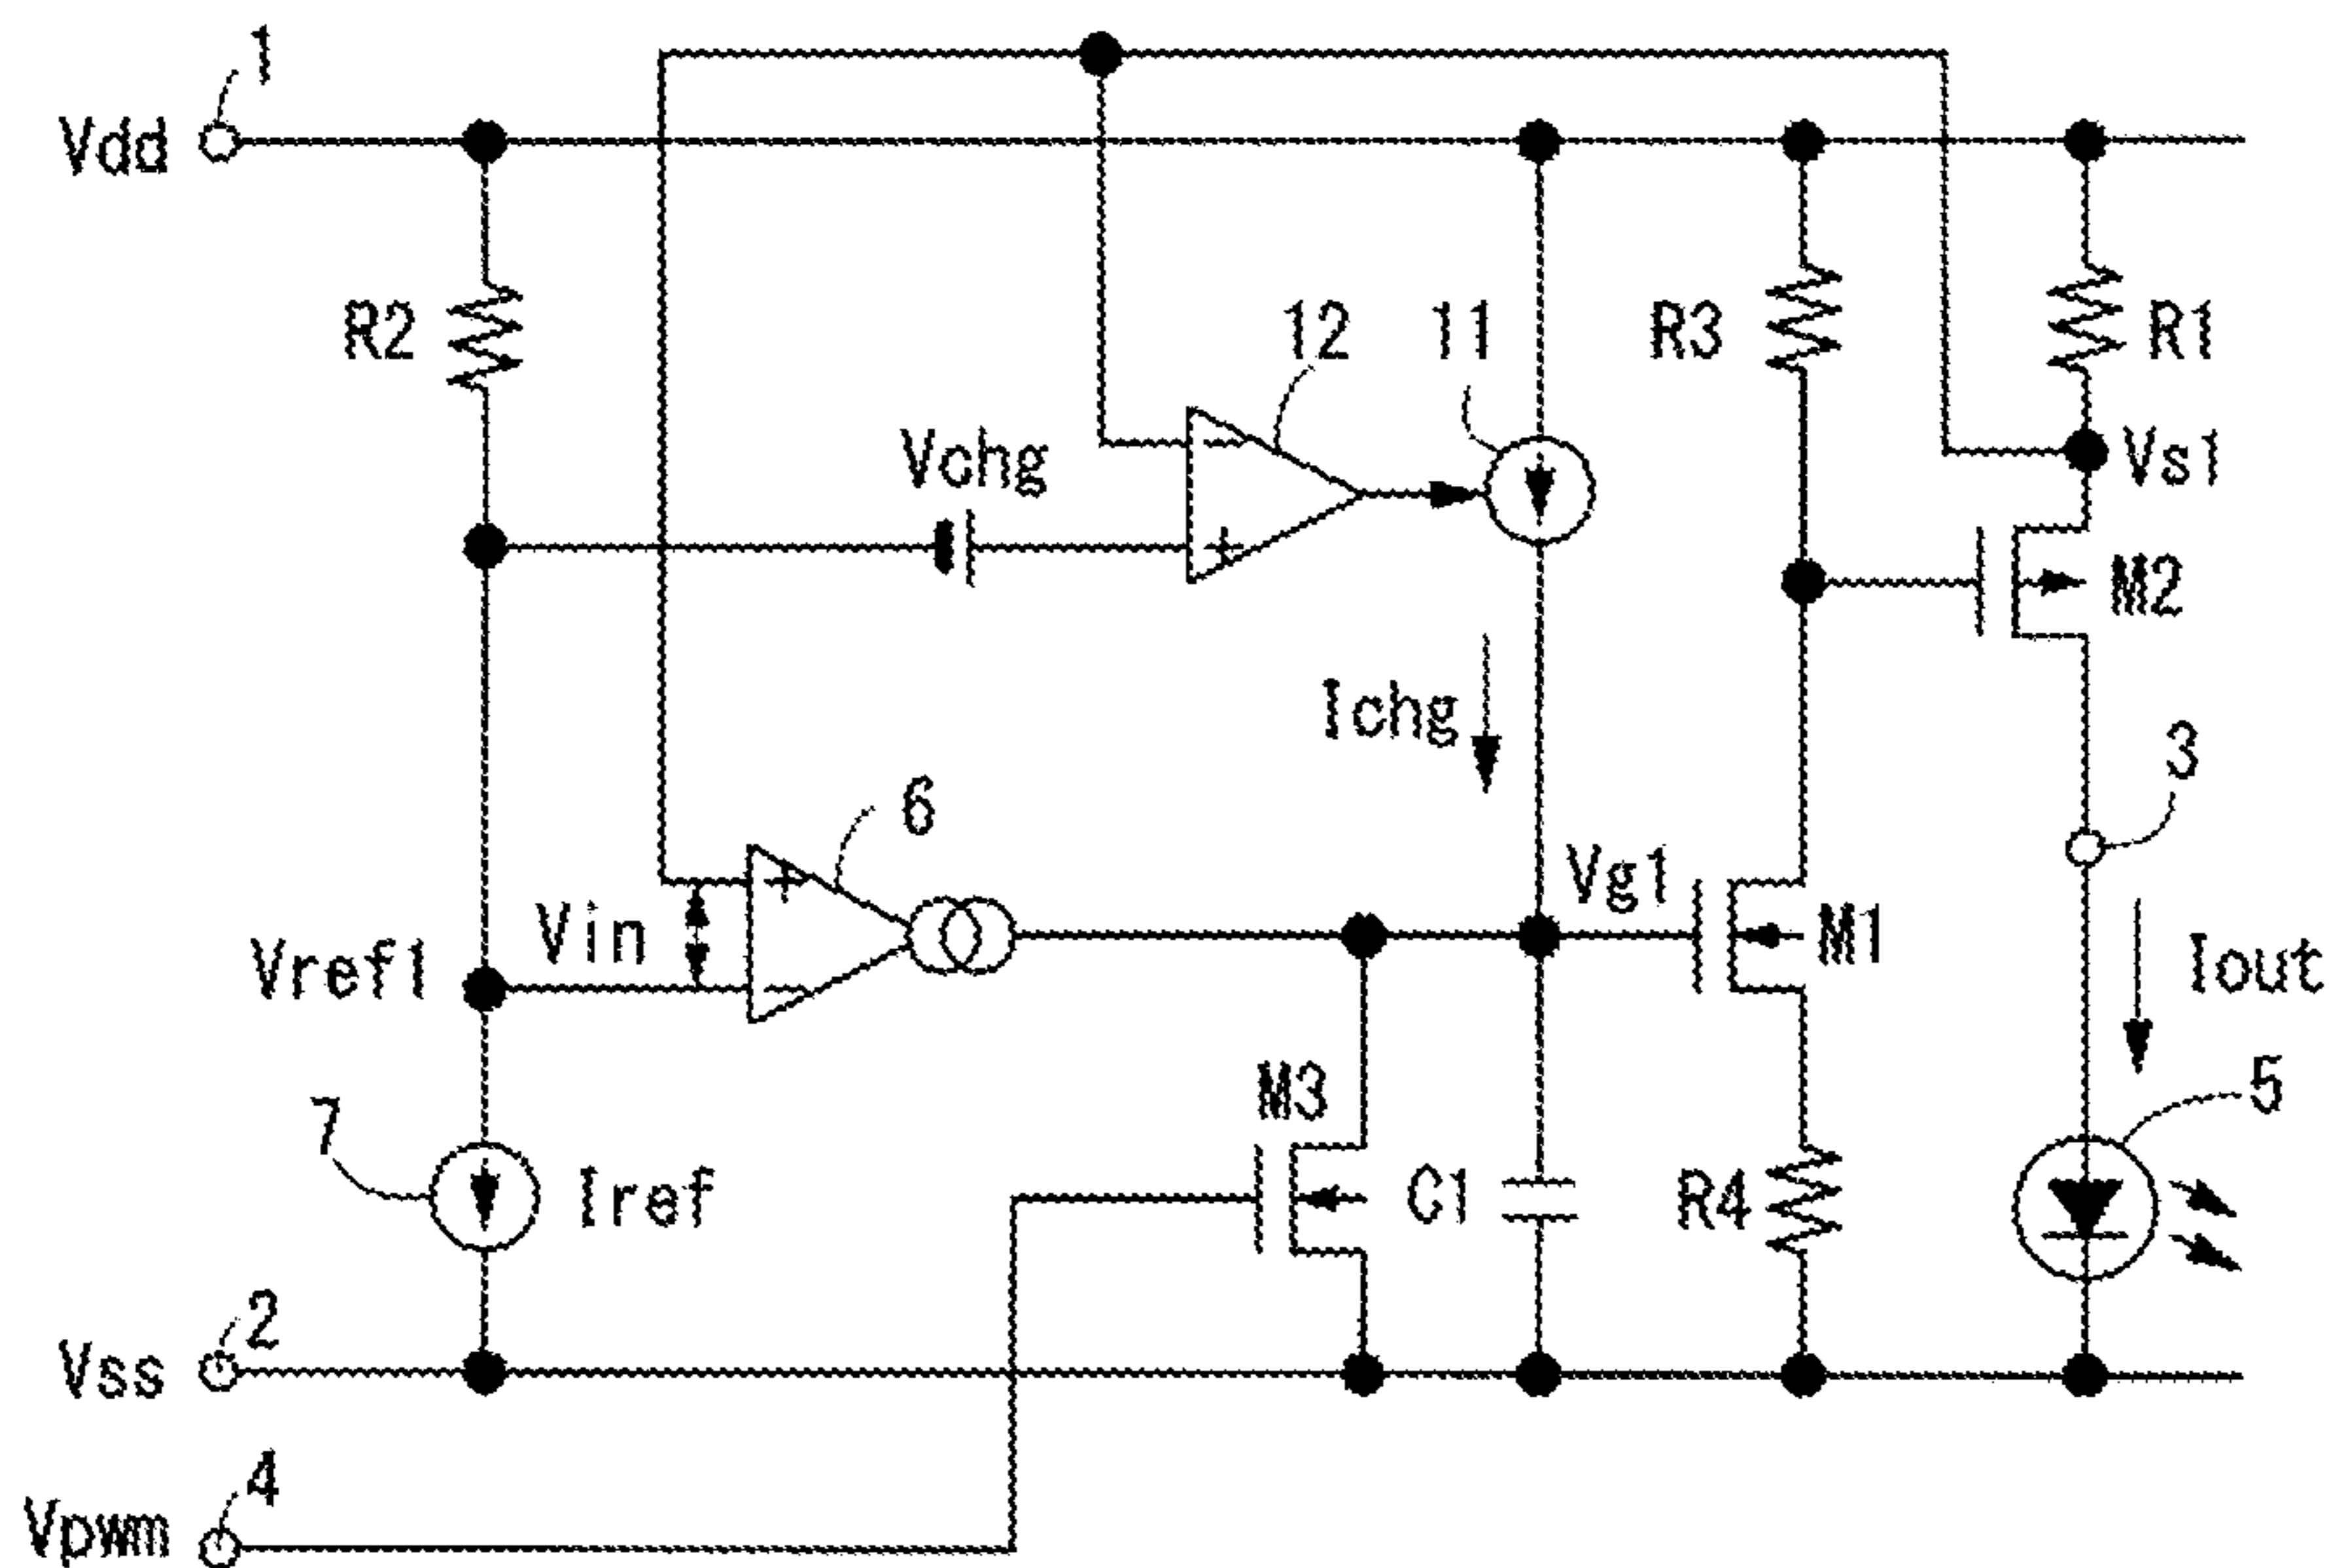 1
Vdd
R2
12
11
R3
R1
Vchg
Vs1
M2
Ichg
3
6
Vg1
Vin
M1
Vref1
Iout
M3
5
7
Iref
C1
R4
2
Vss
4
Vpwm
−
+
+
−